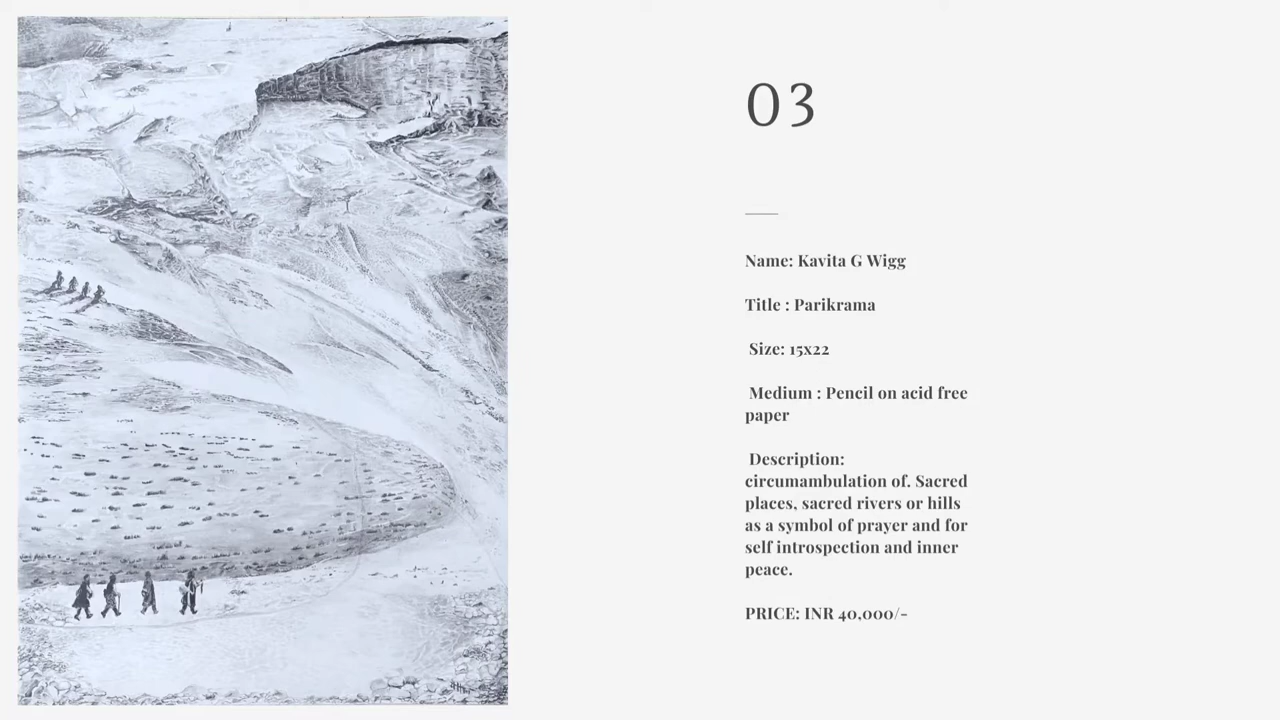 03
Name: Kavita G Wigg
Title : Parikrama
Size: 15x22
Medium : Pencil on acid free
paper
Description:
circumambulation of. Sacred
places, sacred rivers or hills
as a symbol of prayer and for
self introspection and inner
peace.
PRICE: INR 40,000/-